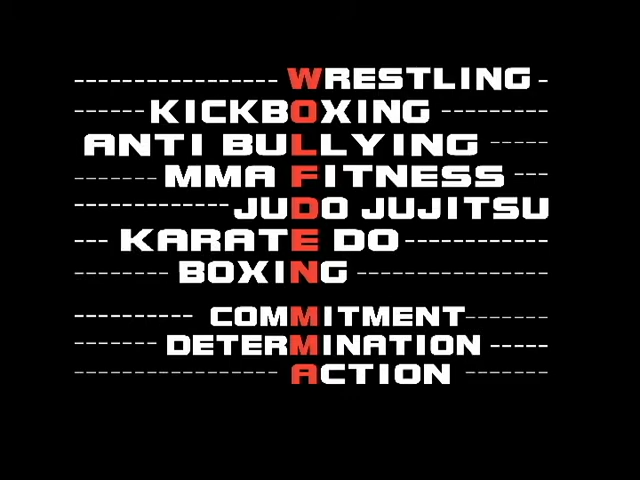 WRESTLING
KICKBOXING
ANTI BULLYING
MMA FITNESS
JUDO JUJITSU
KARATE DO
BOXING
COMMITMENT
DETERMINATION
ACTION